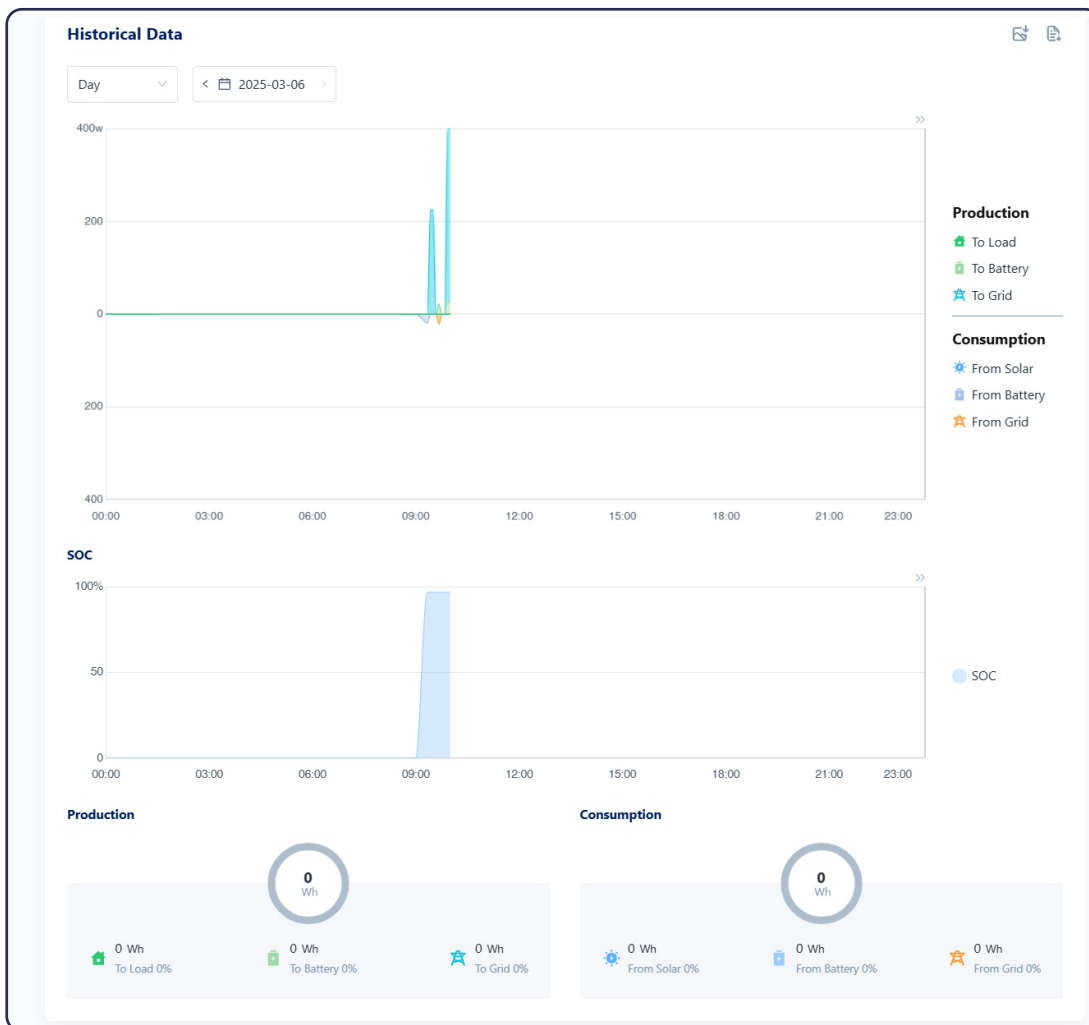 Historical Data
Day
2025-03-06
400w
200
0
200
400
00:00 03:00 06:00 09:00 12:00 15:00 18:00 21:00 23:00
Production
To Load
To Battery
To Grid
Consumption
From Solar
From Battery
From Grid
SOC
100%
50
0
00:00 03:00 06:00 09:00 12:00 15:00 18:00 21:00 23:00
SOC
Production
0
Wh
0 Wh
To Load 0%
0 Wh
To Battery 0%
0 Wh
To Grid 0%
Consumption
0
Wh
0 Wh
From Solar 0%
0 Wh
From Battery 0%
0 Wh
From Grid 0%